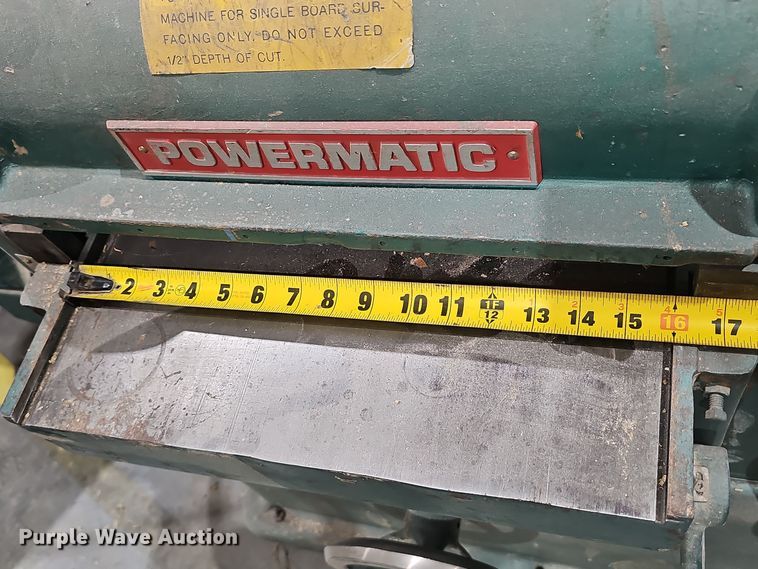 MACHINE FOR SINGLE BOARD SUR-
FACING ONLY. DO NOT EXCEED
1/2" DEPTH OF CUT.
POWERMATIC
2 3 4 5 6 7 8 9 10 11 1F 12 13 14 15 16 17
Purple Wave Auction